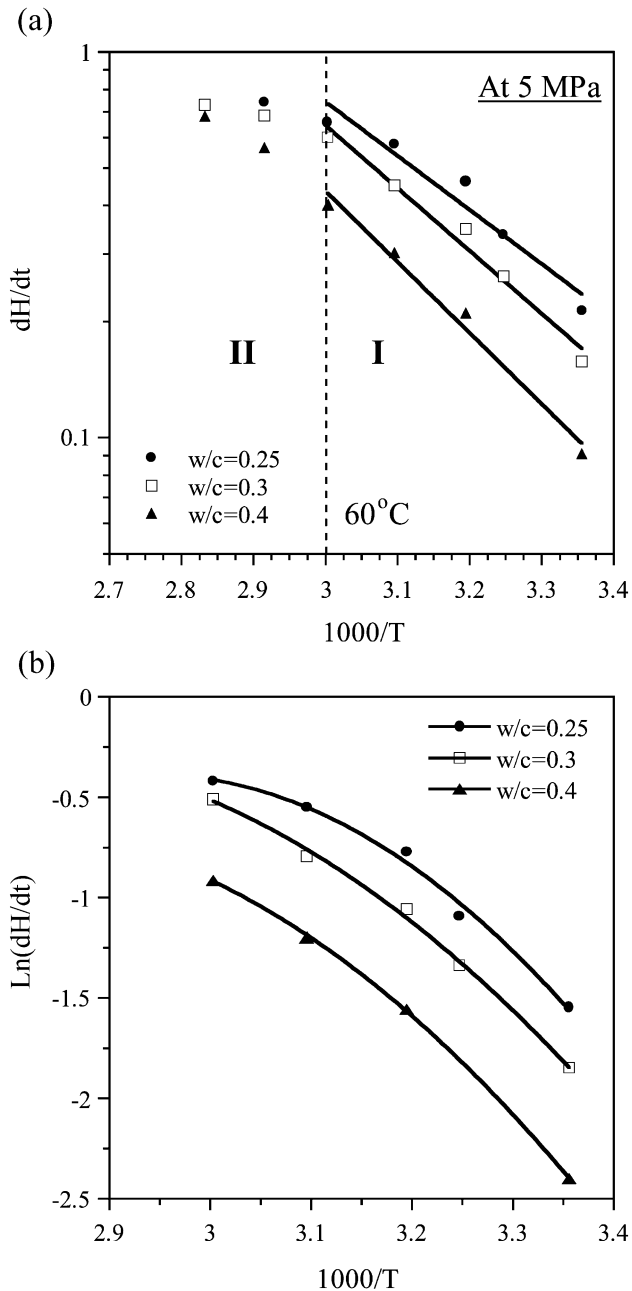 (a)
1
At 5 MPa
dH/dt
II
I
0.1
w/c=0.25
w/c=0.3
w/c=0.4
60°C
2.7 2.8 2.9 3 3.1 3.2 3.3 3.4
1000/T
(b)
0
w/c=0.25
w/c=0.3
w/c=0.4
-0.5
-1
Ln(dH/dt)
-1.5
-2
-2.5
2.9 3 3.1 3.2 3.3 3.4
1000/T